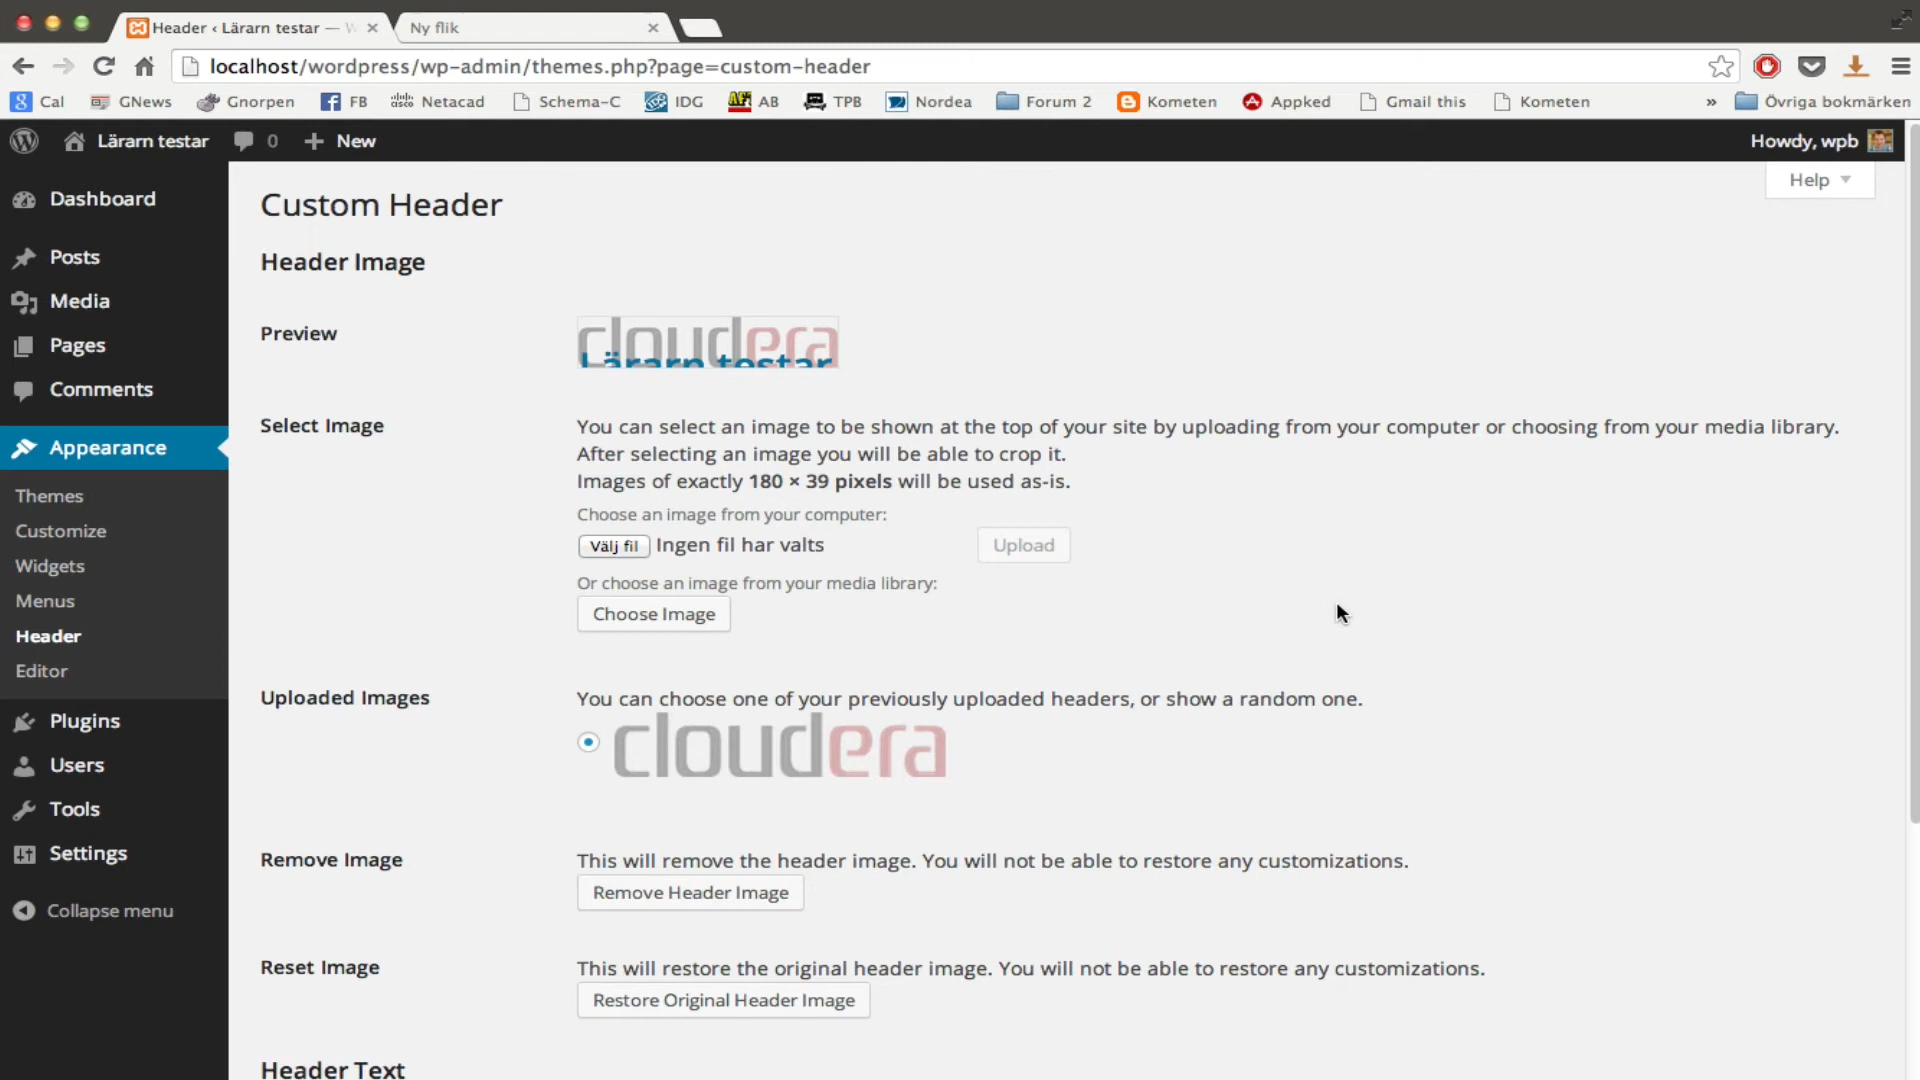 Header ‹ Lärarn testar — W
Ny flik
localhost/wordpress/wp-admin/themes.php?page=custom-header
8 Cal
GNews
Gnorpen
FB
Netacad
Schema-C
IDG
AB
TPB
Nordea
Forum 2
Kometen
Appked
Gmail this
Kometen
»
Övriga bokmärken
Lärarn testar
0
+ New
Howdy, wpb
Help
Dashboard
Posts
Media
Pages
Comments
Appearance
Themes
Customize
Widgets
Menus
Header
Editor
Plugins
Users
Tools
Settings
Collapse menu
Custom Header
Header Image
Preview
cloudera
Lärarn testar
Select Image
You can select an image to be shown at the top of your site by uploading from your computer or choosing from your media library.
After selecting an image you will be able to crop it.
Images of exactly 180 × 39 pixels will be used as-is.
Choose an image from your computer:
Välj fil Ingen fil har valts
Upload
Or choose an image from your media library:
Choose Image
Uploaded Images
You can choose one of your previously uploaded headers, or show a random one.
cloudera
Remove Image
This will remove the header image. You will not be able to restore any customizations.
Remove Header Image
Reset Image
This will restore the original header image. You will not be able to restore any customizations.
Restore Original Header Image
Header Text